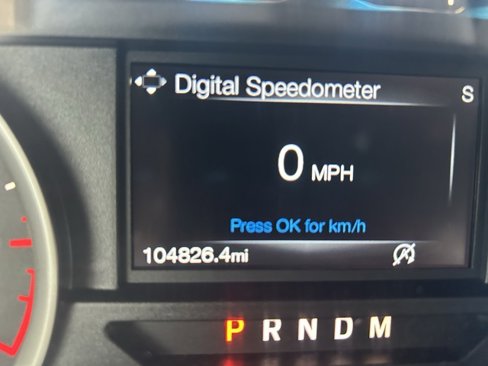 Digital Speedometer
S
0 MPH
Press OK for km/h
104826.4mi
P R N D M